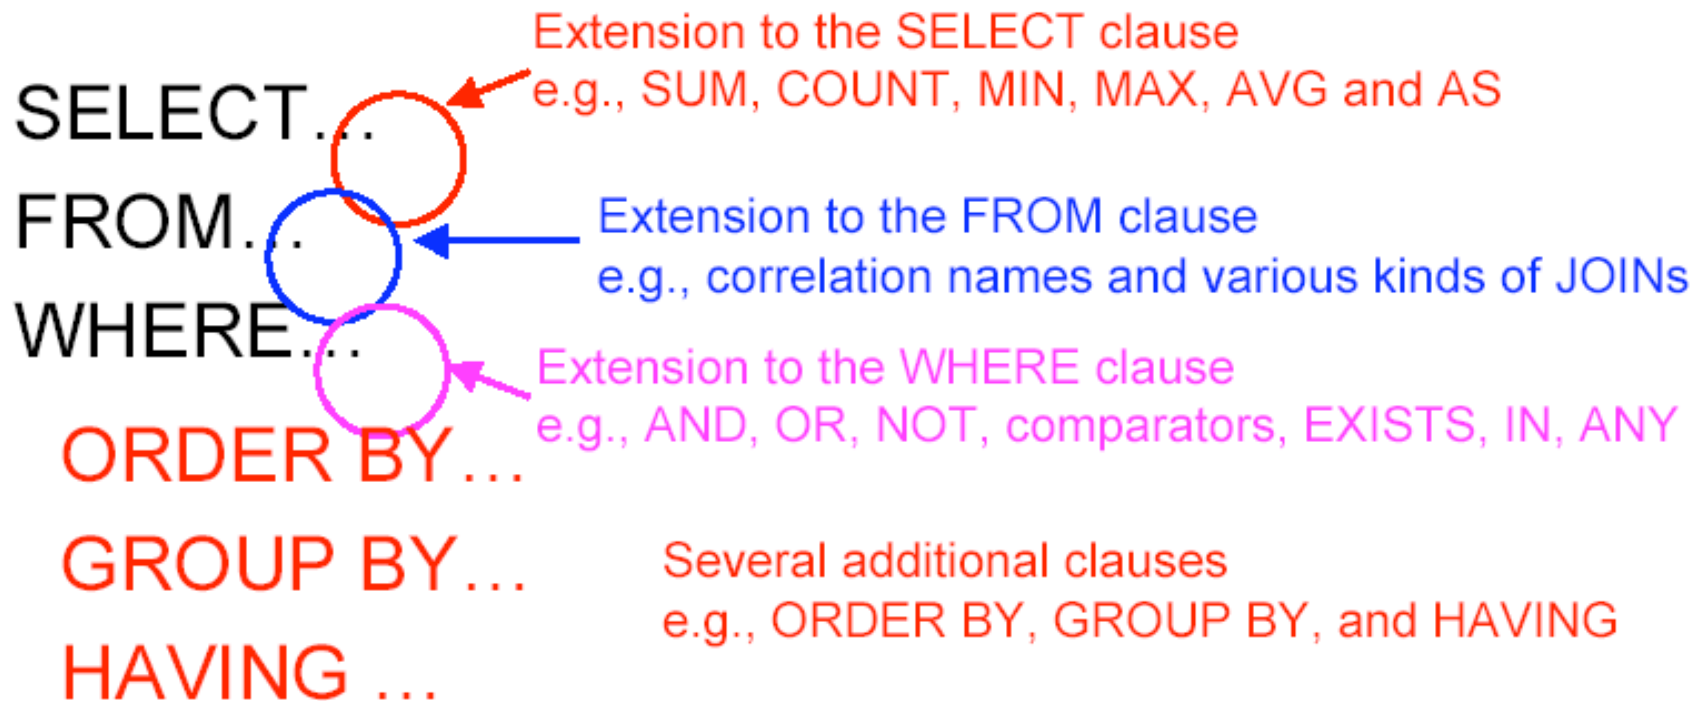 Extension to the SELECT clause
e.g., SUM, COUNT, MIN, MAX, AVG and AS
SELECT...
FROM...
Extension to the FROM clause
e.g., correlation names and various kinds of JOINs
WHERE...
Extension to the WHERE clause
e.g., AND, OR, NOT, comparators, EXISTS, IN, ANY
ORDER BY...
GROUP BY...
Several additional clauses
e.g., ORDER BY, GROUP BY, and HAVING
HAVING ...